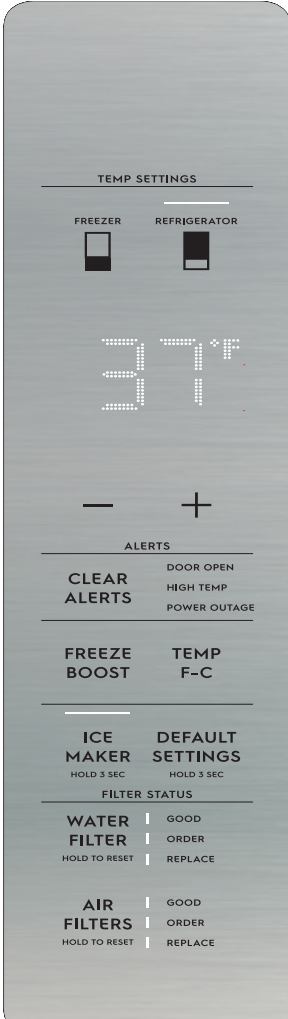 TEMP SETTINGS
FREEZER REFRIGERATOR
37°F
− +
ALERTS
CLEAR ALERTS
DOOR OPEN
HIGH TEMP
POWER OUTAGE
FREEZE BOOST
TEMP F-C
ICE MAKER
HOLD 3 SEC
DEFAULT SETTINGS
HOLD 3 SEC
FILTER STATUS
WATER FILTER
HOLD TO RESET
GOOD
ORDER
REPLACE
AIR FILTERS
HOLD TO RESET
GOOD
ORDER
REPLACE